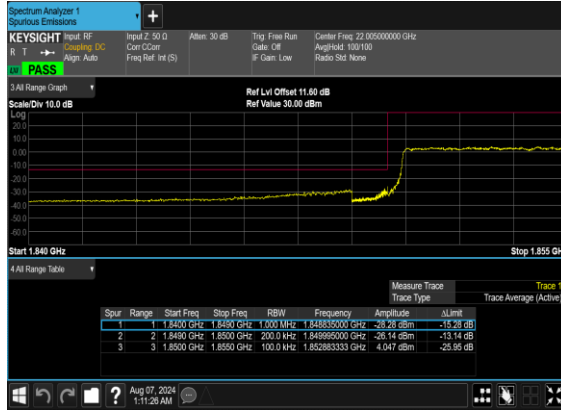 Spectrum Analyzer 1
Spurious Emissions
KEYSIGHT Input: RF Input Z: 50 Ω Atten: 30 dB Trig: Free Run Center Freq: 22.005000000 GHz
R T Coupling: DC Corr CCorr Gate: Off Avg|Hold: 100/100
Align: Auto Freq Ref: Int (S) IF Gain: Low Radio Std: None
LXI PASS
3 All Range Graph
Ref Lvl Offset 11.60 dB
Scale/Div 10.0 dB Ref Value 30.00 dBm
Log
20.0
10.0
0.00
-10.0
-20.0
-30.0
-40.0
-50.0
-60.0
Start 1.840 GHz Stop 1.855 GH
4 All Range Table
Measure Trace Trace 1
Trace Type Trace Average (Active)
Spur Range Start Freq Stop Freq RBW Frequency Amplitude ΔLimit
1 1 1.8400 GHz 1.8490 GHz 1.000 MHz 1.848835000 GHz -28.28 dBm -15.28 dB
2 2 1.8490 GHz 1.8500 GHz 200.0 kHz 1.849995000 GHz -26.14 dBm -13.14 dB
3 3 1.8500 GHz 1.8550 GHz 100.0 kHz 1.852883333 GHz 4.047 dBm -25.95 dB
Aug 07, 2024
1:11:26 AM